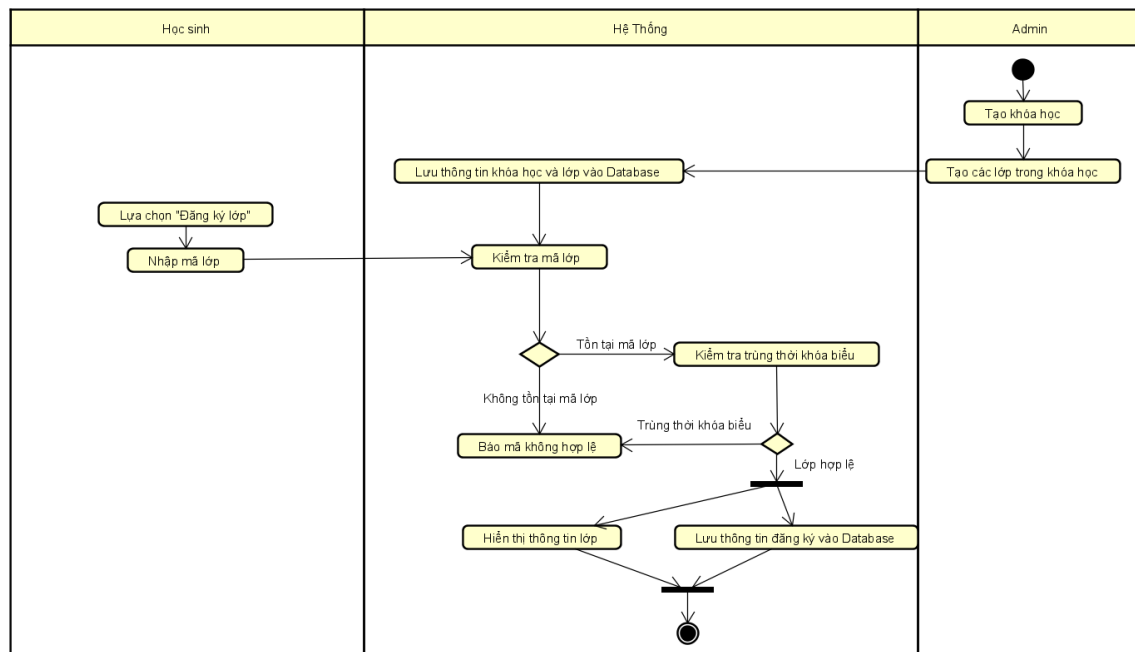 Học sinh
Hệ Thống
Admin
Tạo khóa học
Lưu thông tin khóa học và lớp vào Database
Tạo các lớp trong khóa học
Lựa chọn "Đăng ký lớp"
Nhập mã lớp
Kiểm tra mã lớp
Tồn tại mã lớp
Kiểm tra trùng thời khóa biểu
Không tồn tại mã lớp
Trùng thời khóa biểu
Báo mã không hợp lệ
Lớp hợp lệ
Hiển thị thông tin lớp
Lưu thông tin đăng ký vào Database